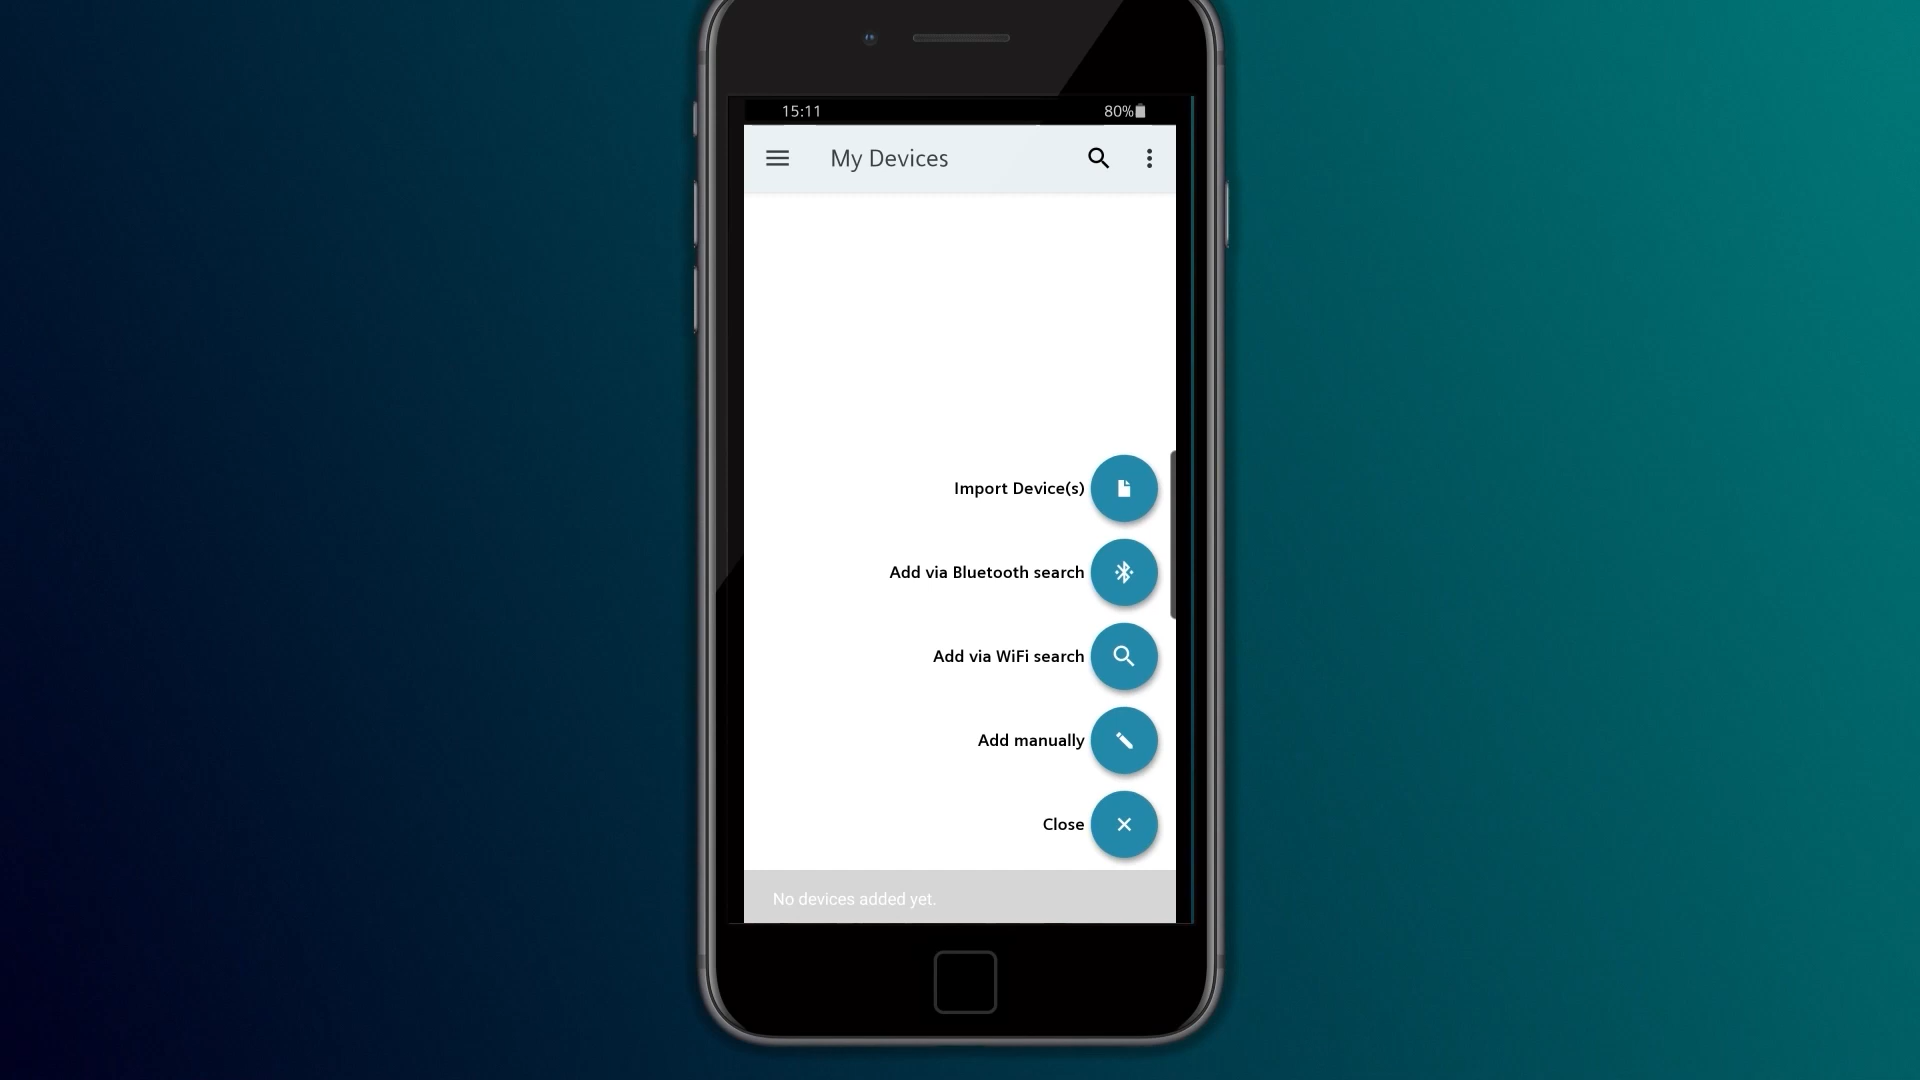 15:11 80%
My Devices
Import Device(s)
Add via Bluetooth search
Add via WiFi search
Add manually
Close
No devices added yet.